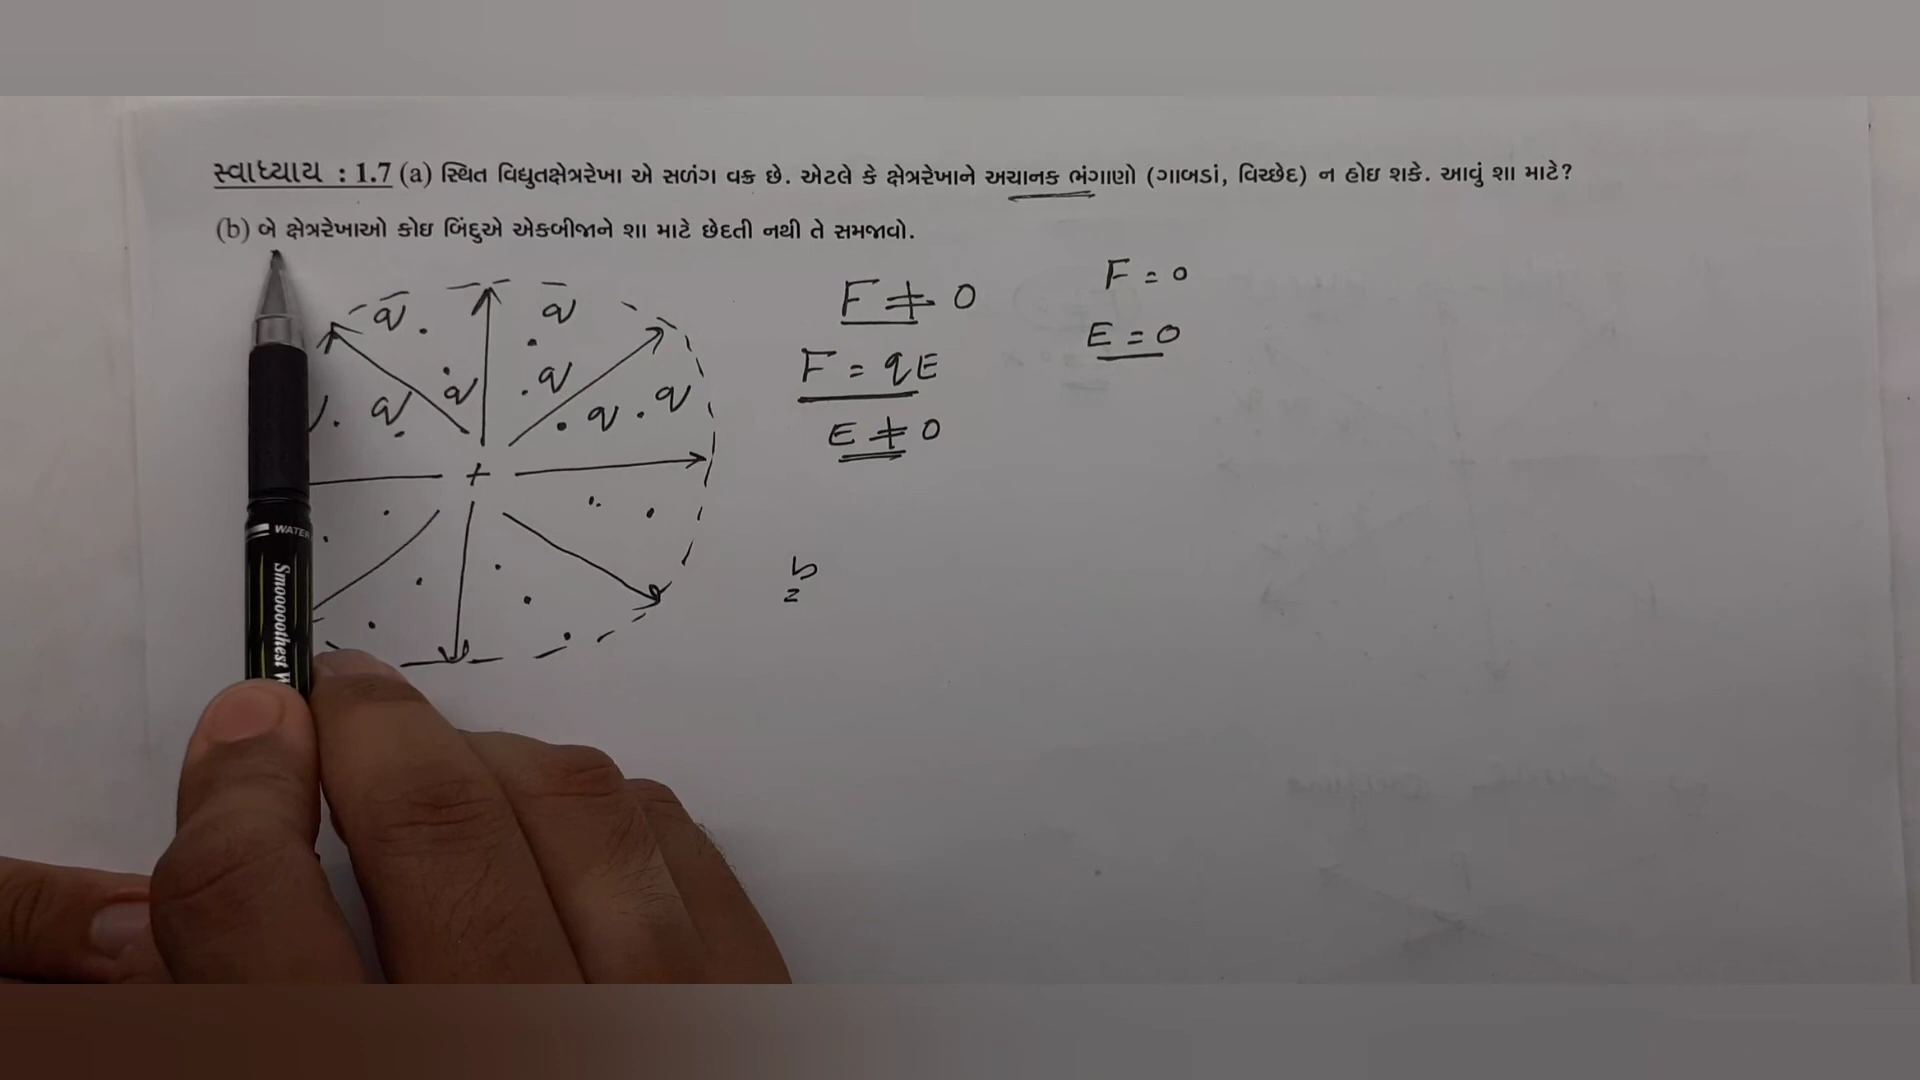 સ્વાધ્યાય : 1.7 (a) સ્થિત વિદ્યુતક્ષેત્રરેખા એ સળંગ વક્ર છે. એટલે કે ક્ષેત્રરેખાને અચાનક ભંગાણો (ગાબડાં, વિચ્છેદ) ન હોઇ શકે. આવું શા માટે?
(b) બે ક્ષેત્રરેખાઓ કોઇ બિંદુએ એકબીજાને શા માટે છેદતી નથી તે સમજાવો.
F ≠ 0
F = 0
F = qE
E = 0
E ≠ 0
q
q
q
q
q
q
q
+
b
WATER
Smooooothest